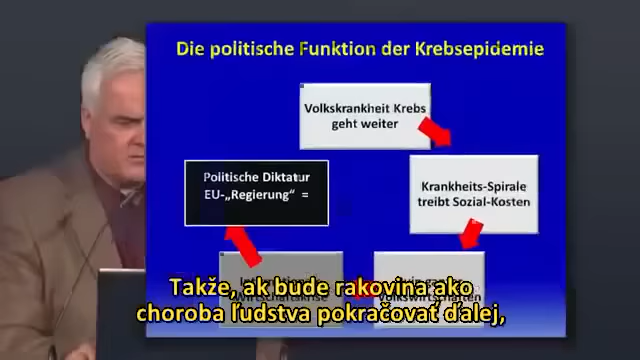 Die politische Funktion der Krebsepidemie
Volkskrankheit Krebs
geht weiter
Krankheits-Spirale
treibt Sozial-Kosten
Politische Diktatur
EU-„Regierung“ =
Takže, ak bude rakovina ako
choroba ľudstva pokračovať ďalej,